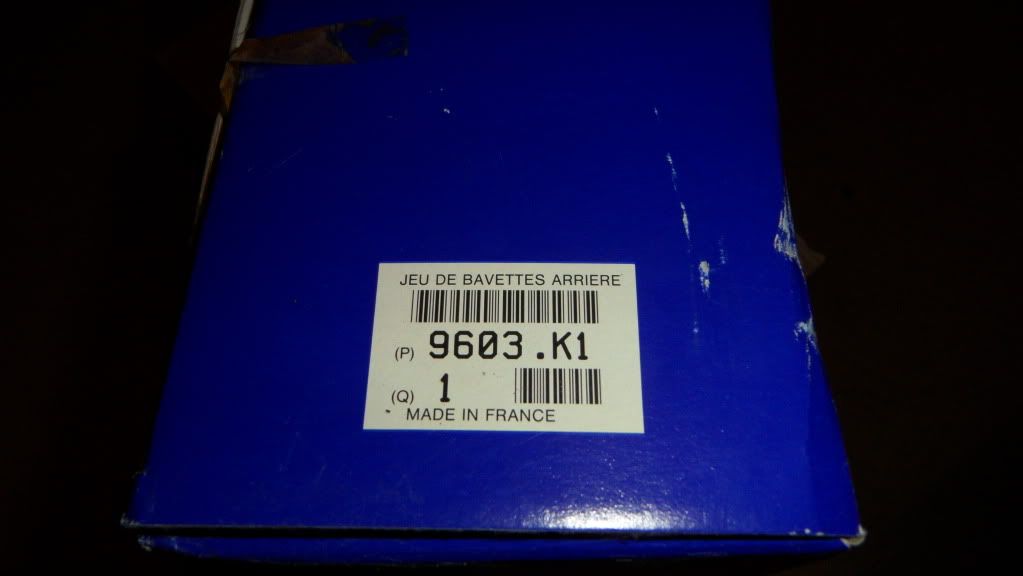 JEU DE BAVETTES ARRIERE
(P) 9603.K1
(Q) 1
MADE IN FRANCE